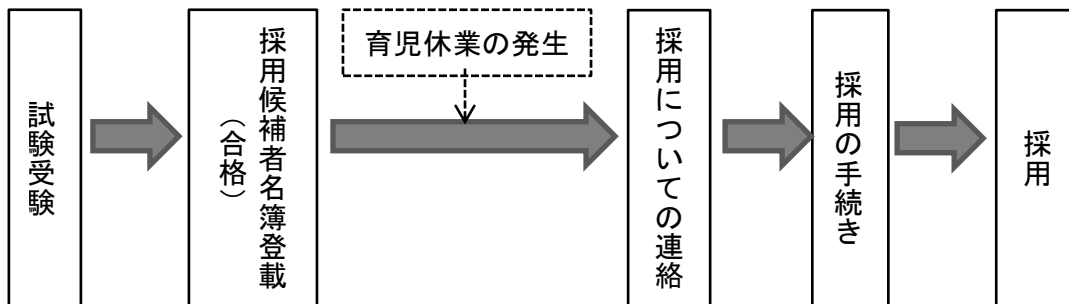 試験受験
採用候補者名簿登載
（合格）
育児休業の発生
採用についての連絡
採用の手続き
採用